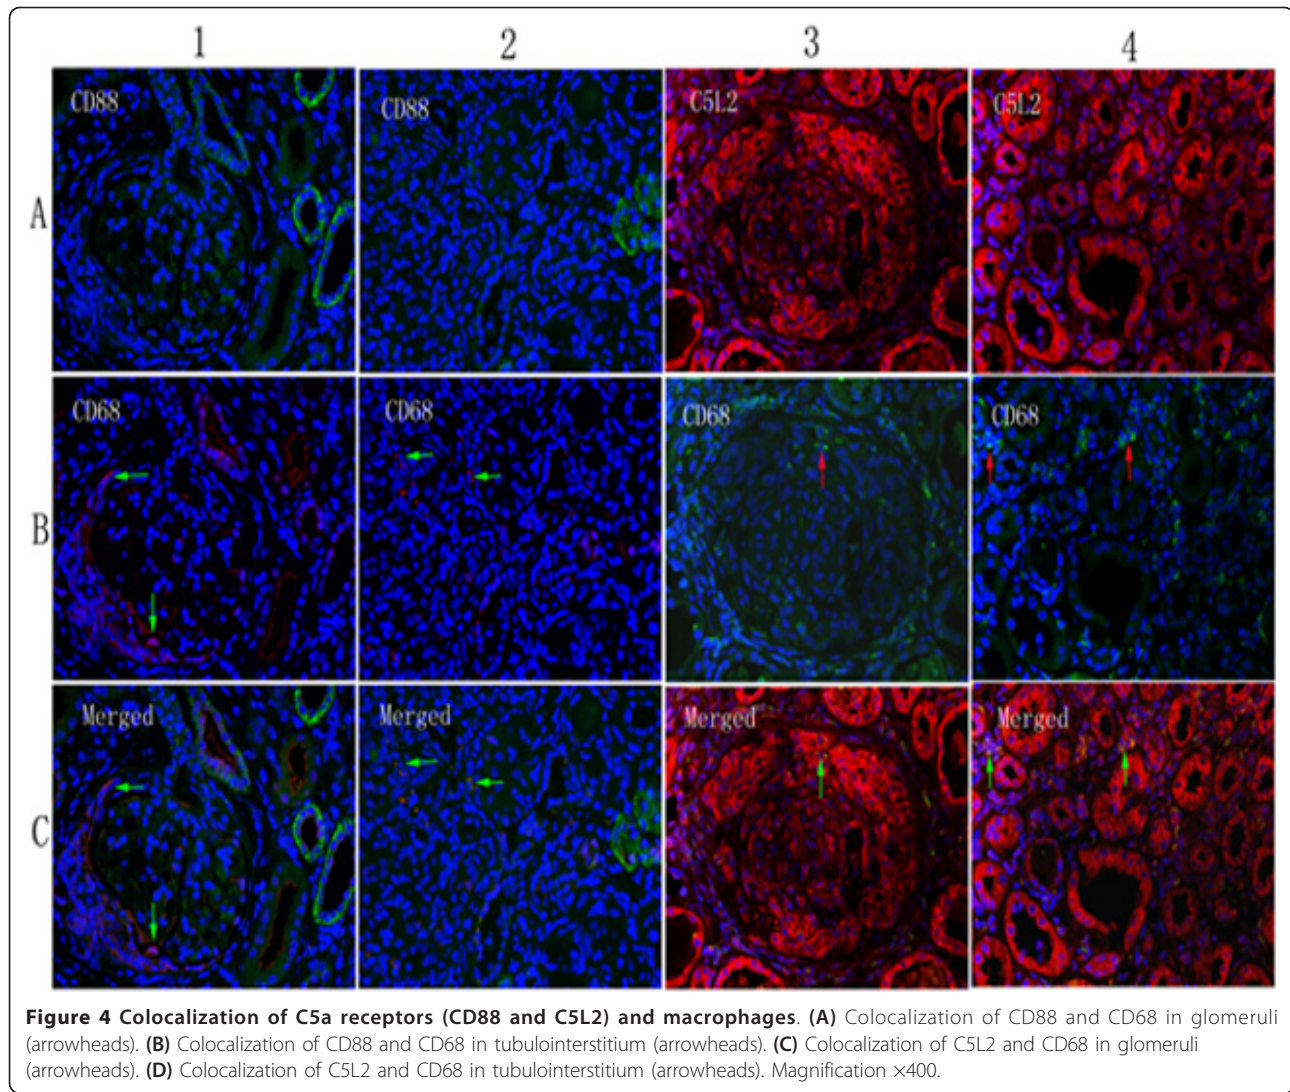 1 2 3 4
CD88 CD88 C5L2 C5L2
A
CD68 CD68 CD68 CD68
B
Merged Merged Merged Merged
C
Figure 4 Colocalization of C5a receptors (CD88 and C5L2) and macrophages. (A) Colocalization of CD88 and CD68 in glomeruli
(arrowheads). (B) Colocalization of CD88 and CD68 in tubulointerstitium (arrowheads). (C) Colocalization of C5L2 and CD68 in glomeruli
(arrowheads). (D) Colocalization of C5L2 and CD68 in tubulointerstitium (arrowheads). Magnification ×400.